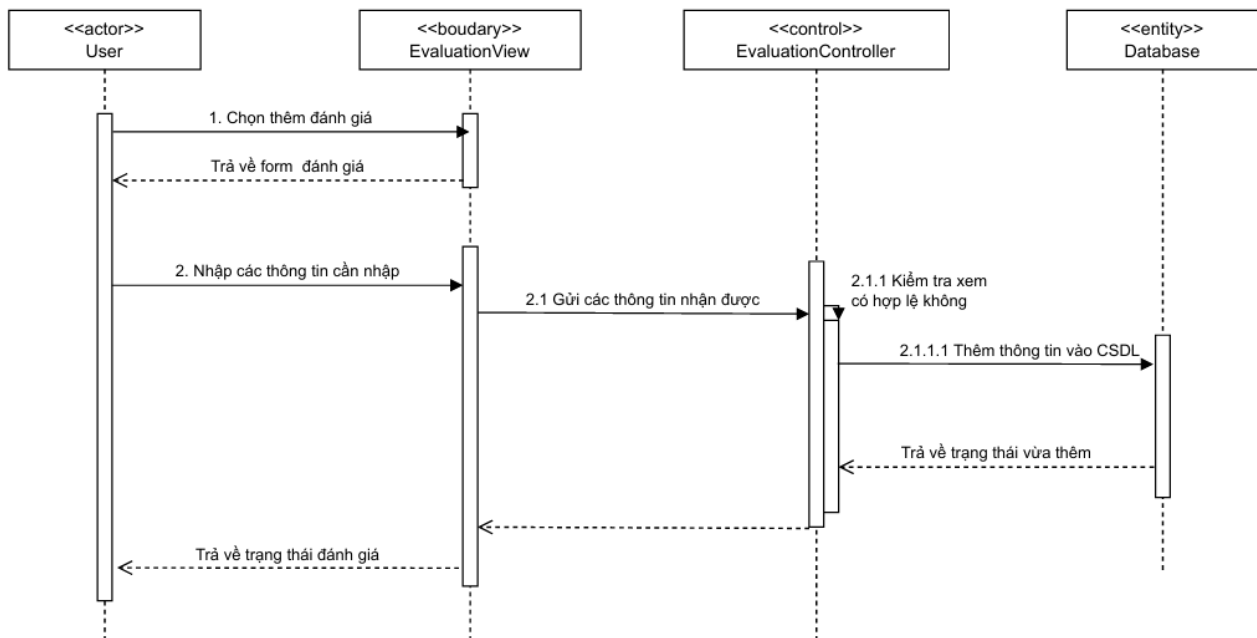 <<actor>>
User
<<boudary>>
EvaluationView
<<control>>
EvaluationController
<<entity>>
Database
1. Chọn thêm đánh giá
Trả về form đánh giá
2. Nhập các thông tin cần nhập
2.1 Gửi các thông tin nhận được
2.1.1 Kiểm tra xem
có hợp lệ không
2.1.1.1 Thêm thông tin vào CSDL
Trả về trạng thái vừa thêm
Trả về trạng thái đánh giá